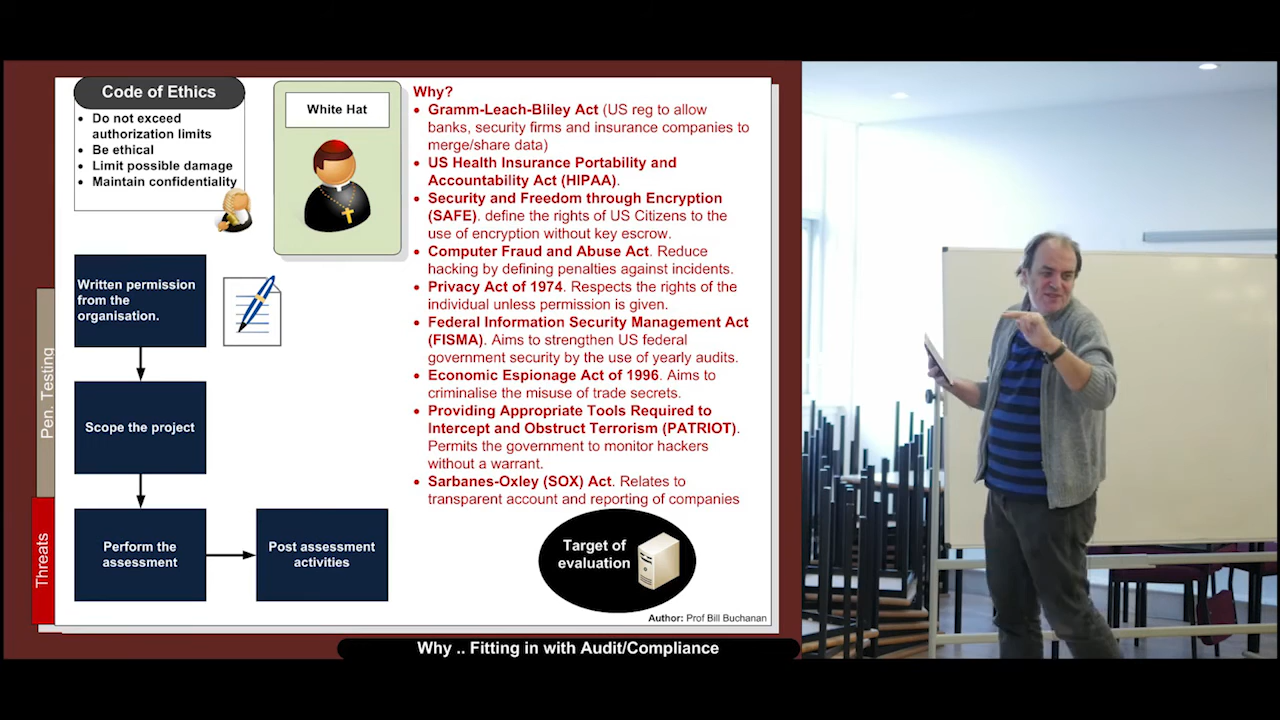 Code of Ethics
• Do not exceed
authorization limits
• Be ethical
• Limit possible damage
• Maintain confidentiality
White Hat
Written permission
from the
organisation.
Scope the project
Perform the
assessment
Post assessment
activities
Pen. Testing
Threats
Why?
• Gramm-Leach-Bliley Act (US reg to allow
banks, security firms and insurance companies to
merge/share data)
• US Health Insurance Portability and
Accountability Act (HIPAA).
• Security and Freedom through Encryption
(SAFE). define the rights of US Citizens to the
use of encryption without key escrow.
• Computer Fraud and Abuse Act. Reduce
hacking by defining penalties against incidents.
• Privacy Act of 1974. Respects the rights of the
individual unless permission is given.
• Federal Information Security Management Act
(FISMA). Aims to strengthen US federal
government security by the use of yearly audits.
• Economic Espionage Act of 1996. Aims to
criminalise the misuse of trade secrets.
• Providing Appropriate Tools Required to
Intercept and Obstruct Terrorism (PATRIOT).
Permits the government to monitor hackers
without a warrant.
• Sarbanes-Oxley (SOX) Act. Relates to
transparent account and reporting of companies
Target of
evaluation
Author: Prof Bill Buchanan
Why .. Fitting in with Audit/Compliance